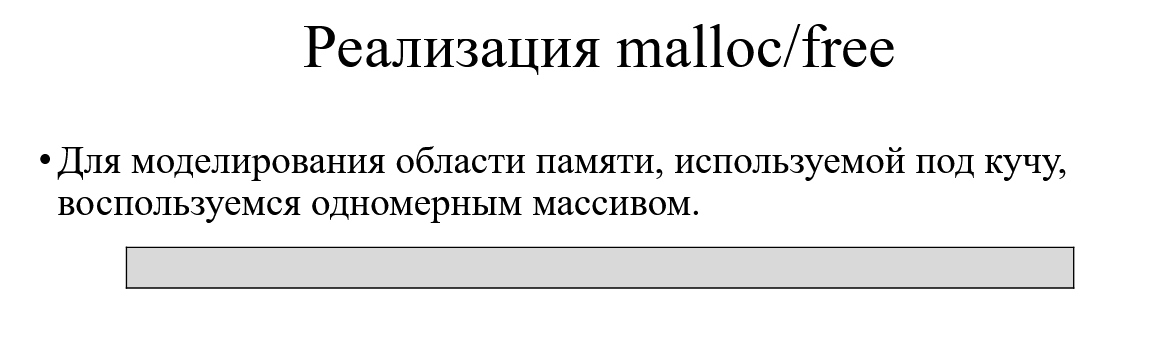 Реализация malloc/free
• Для моделирования области памяти, используемой под кучу,
воспользуемся одномерным массивом.